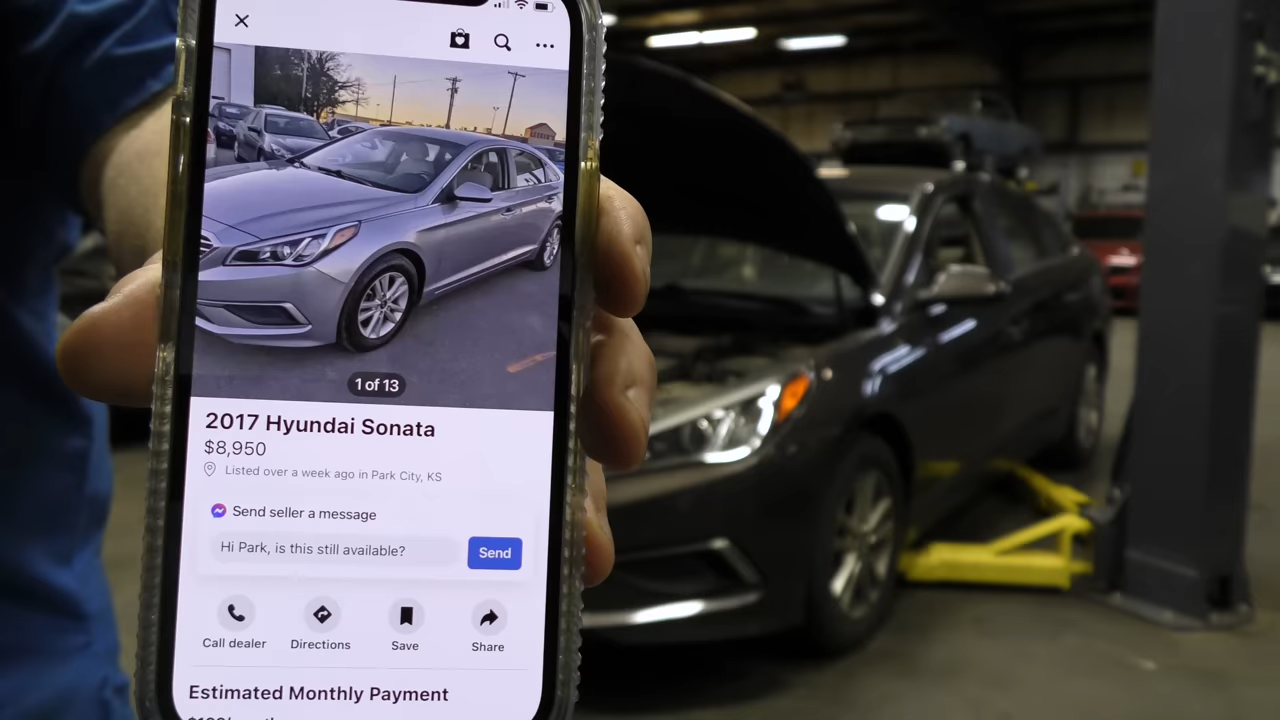 1 of 13
2017 Hyundai Sonata
$8,950
Listed over a week ago in Park City, KS
Send seller a message
Hi Park, is this still available?
Send
Call dealer
Directions
Save
Share
Estimated Monthly Payment